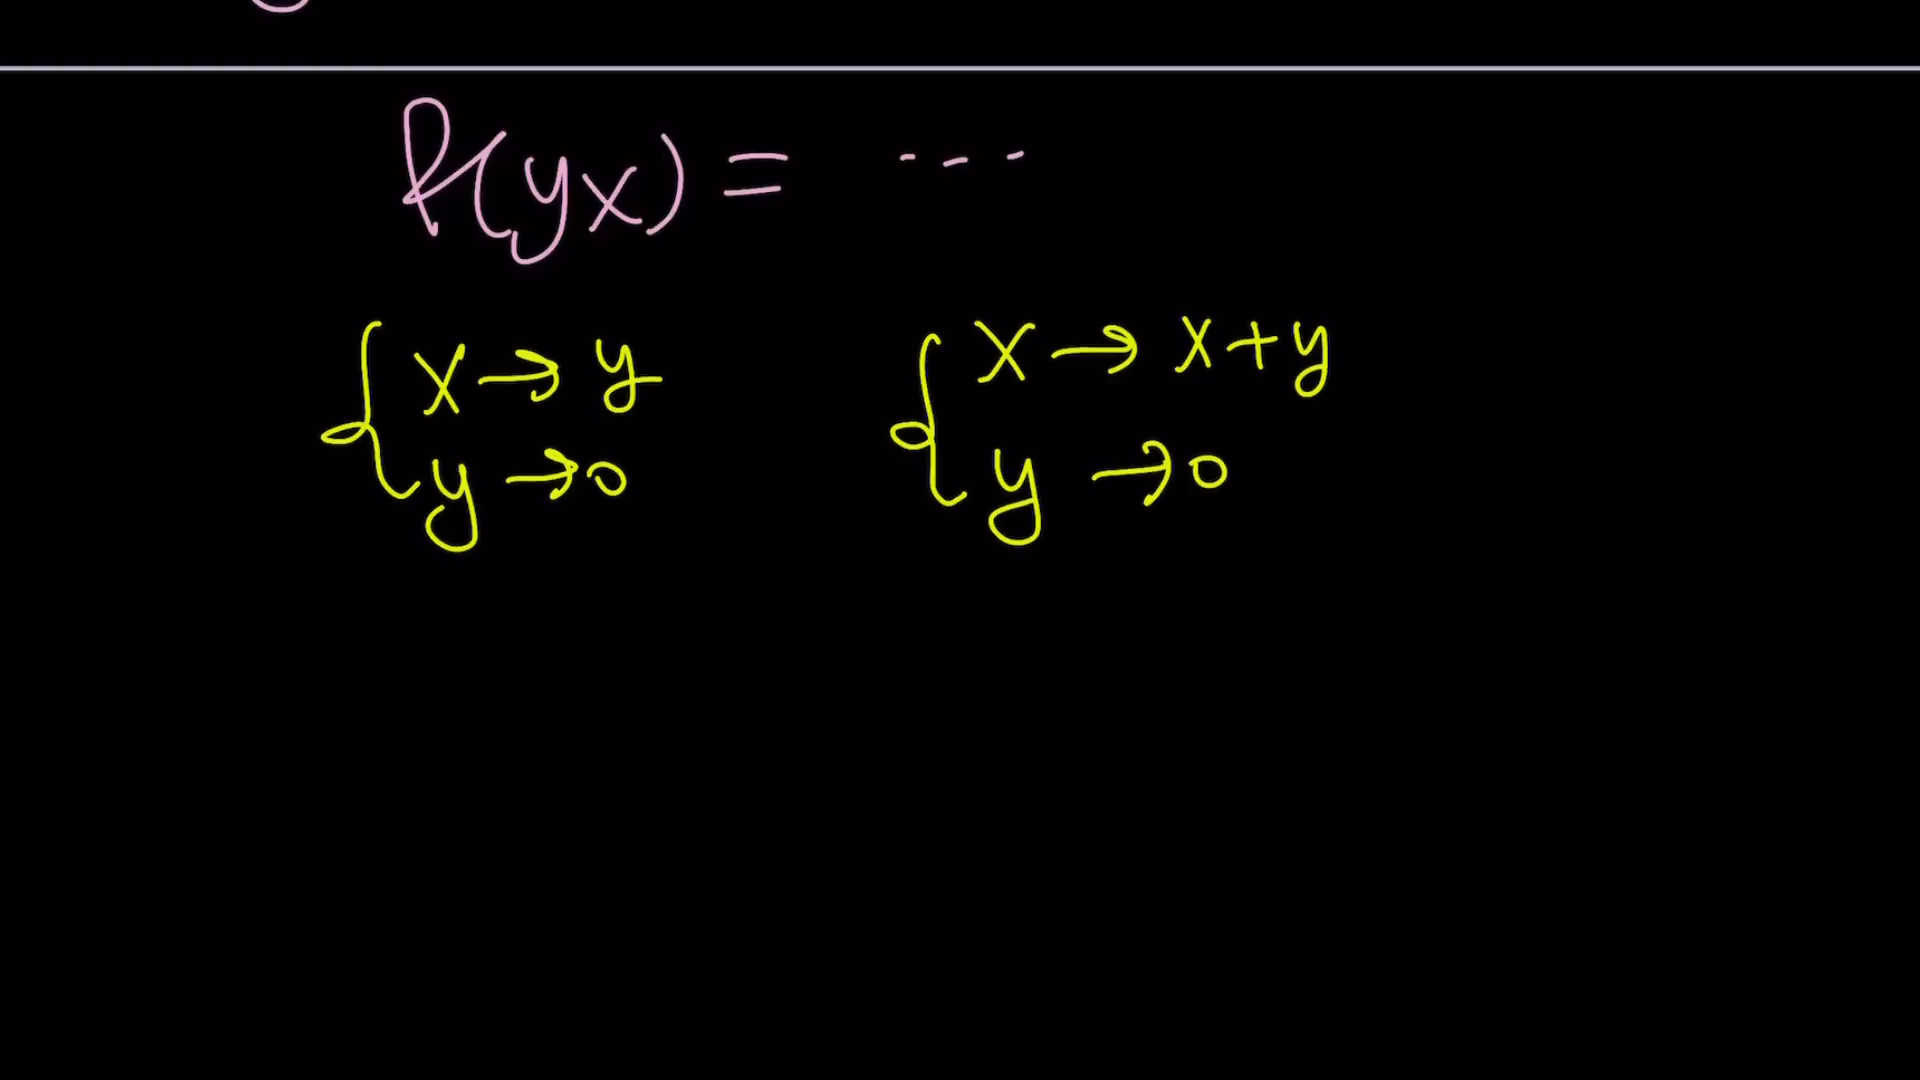 f(yx) = ---
{ x → y { x → x+y
y → 0 y → 0